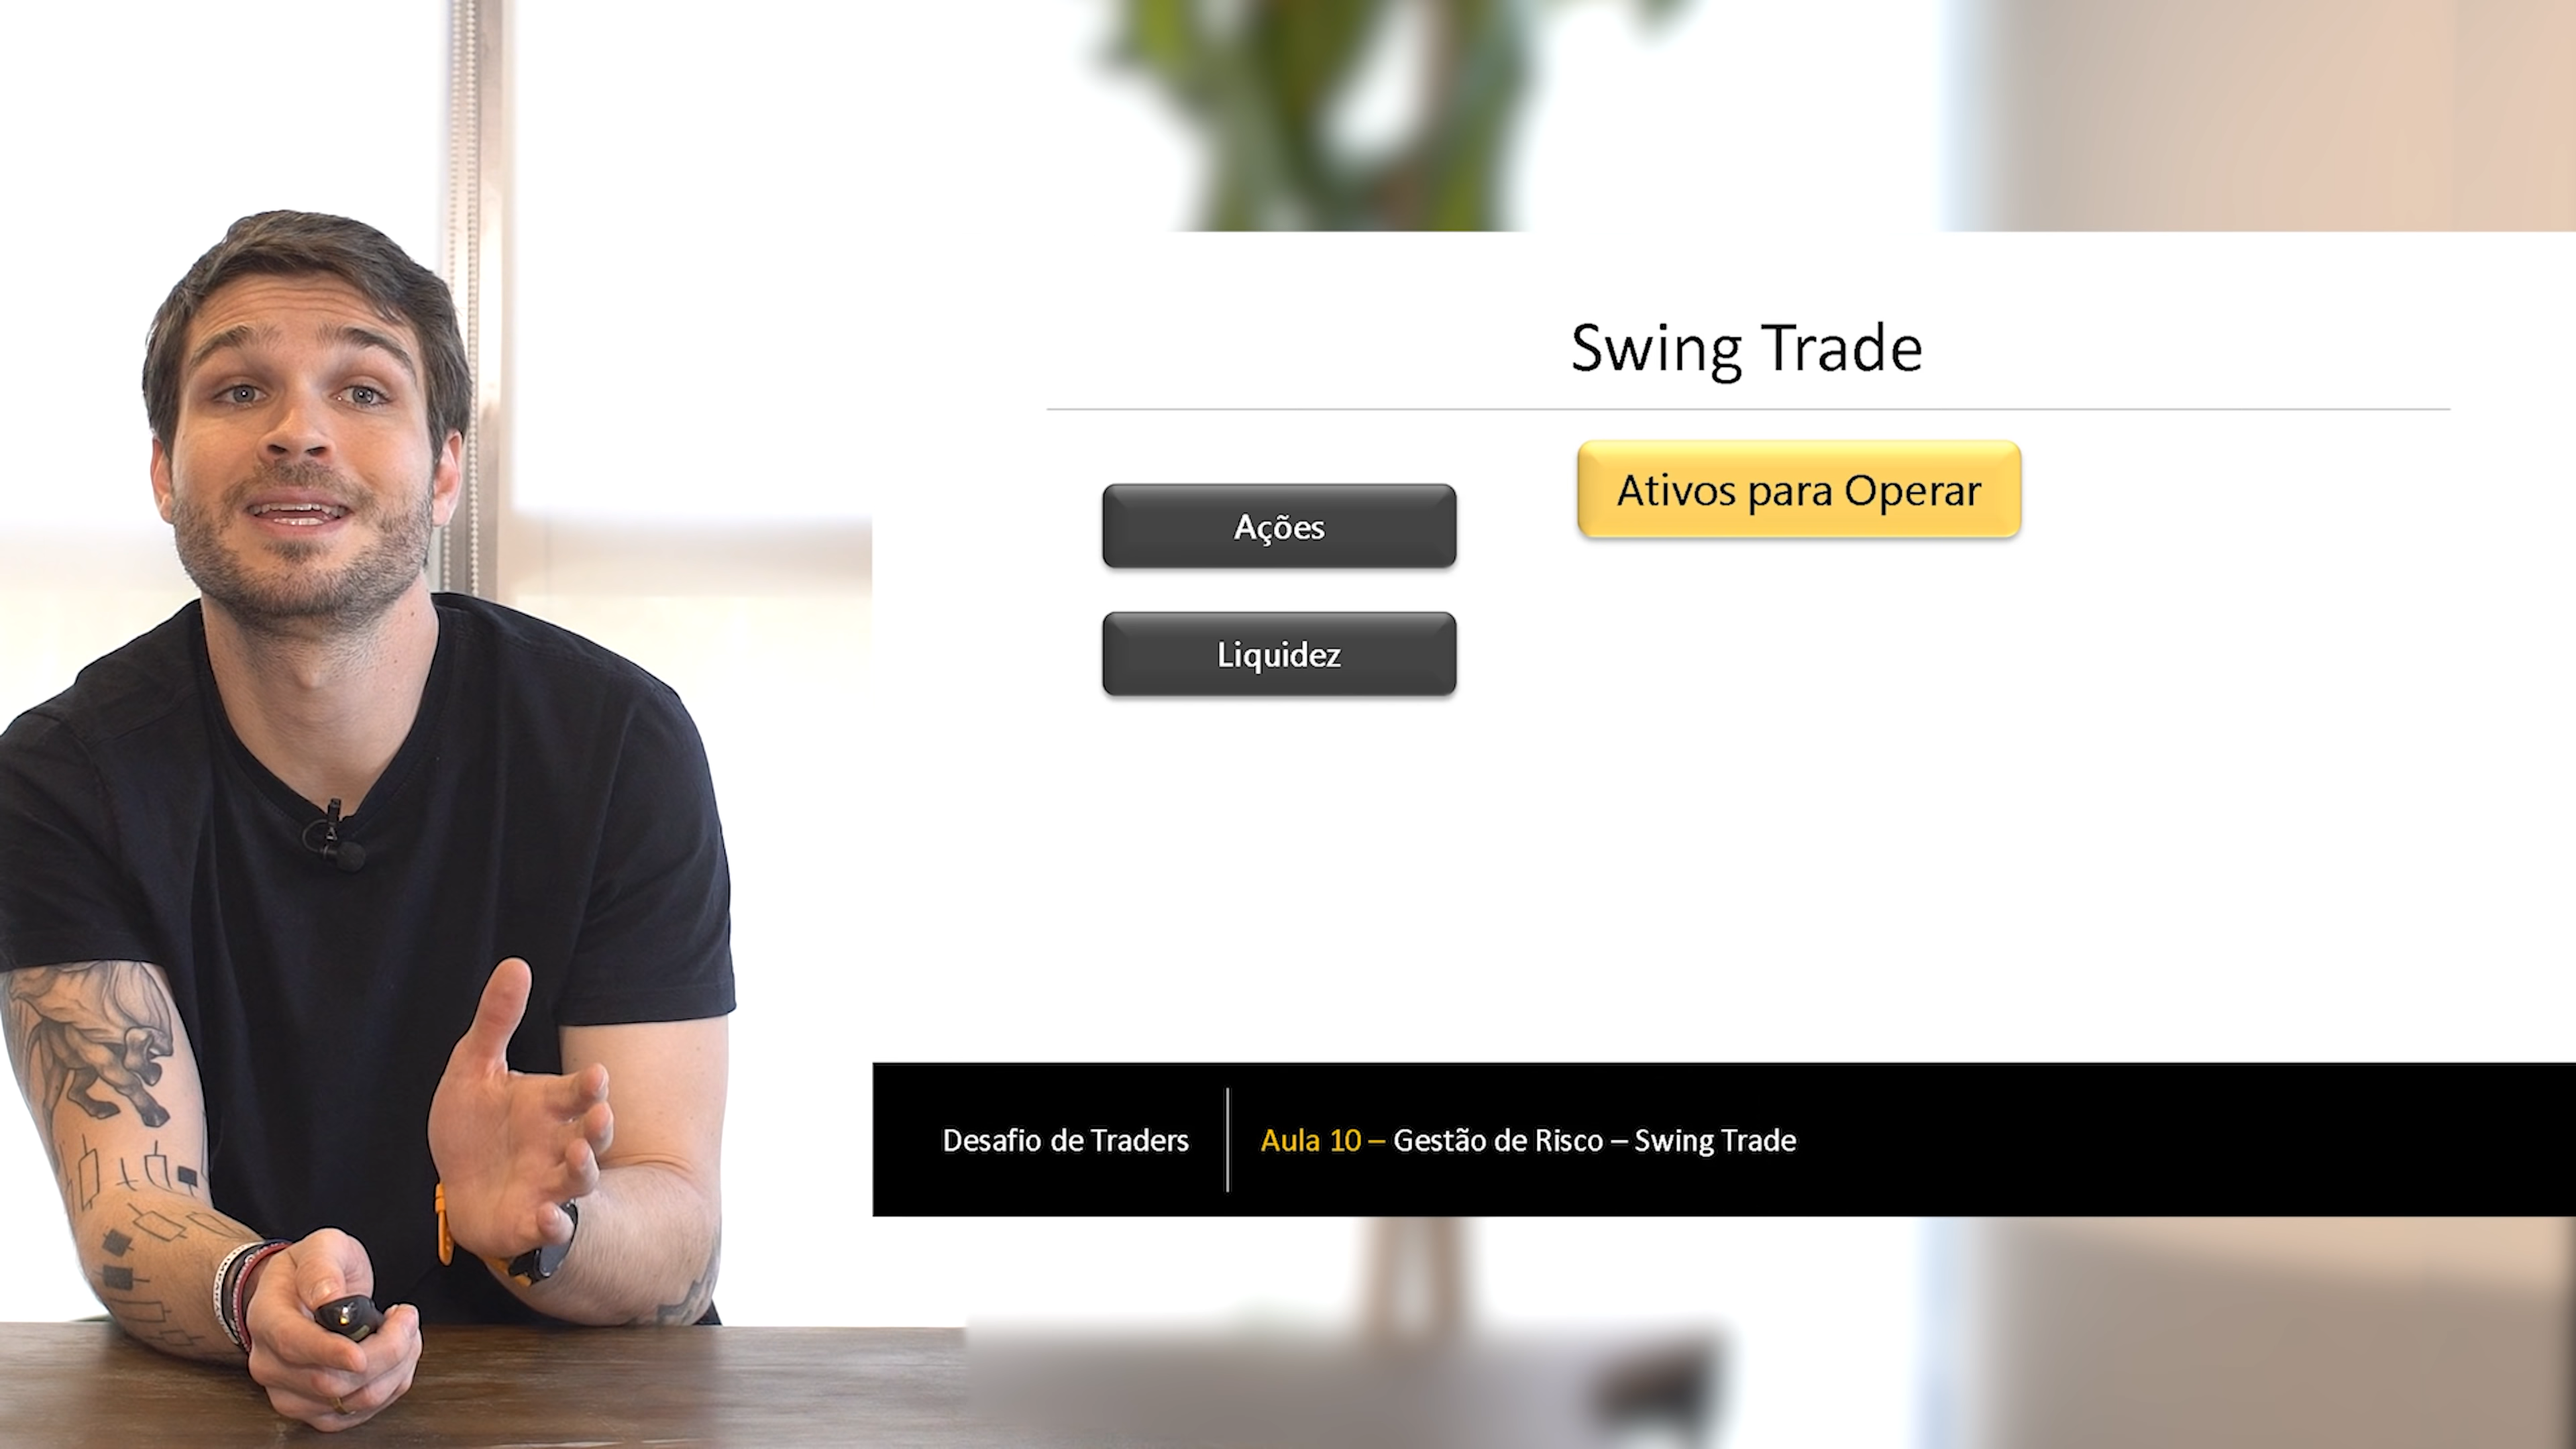 Swing Trade
Ativos para Operar
Ações
Liquidez
Desafio de Traders
Aula 10 – Gestão de Risco – Swing Trade